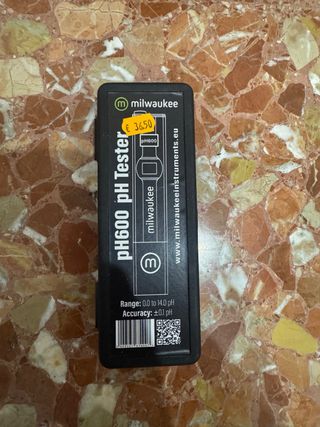 milwaukee
€ 36,50
pH600 pH Tester
pH600
milwaukee
www.milwaukeeinstruments.eu
Range: 0.0 to 14.0 pH
Accuracy: ±0.1 pH